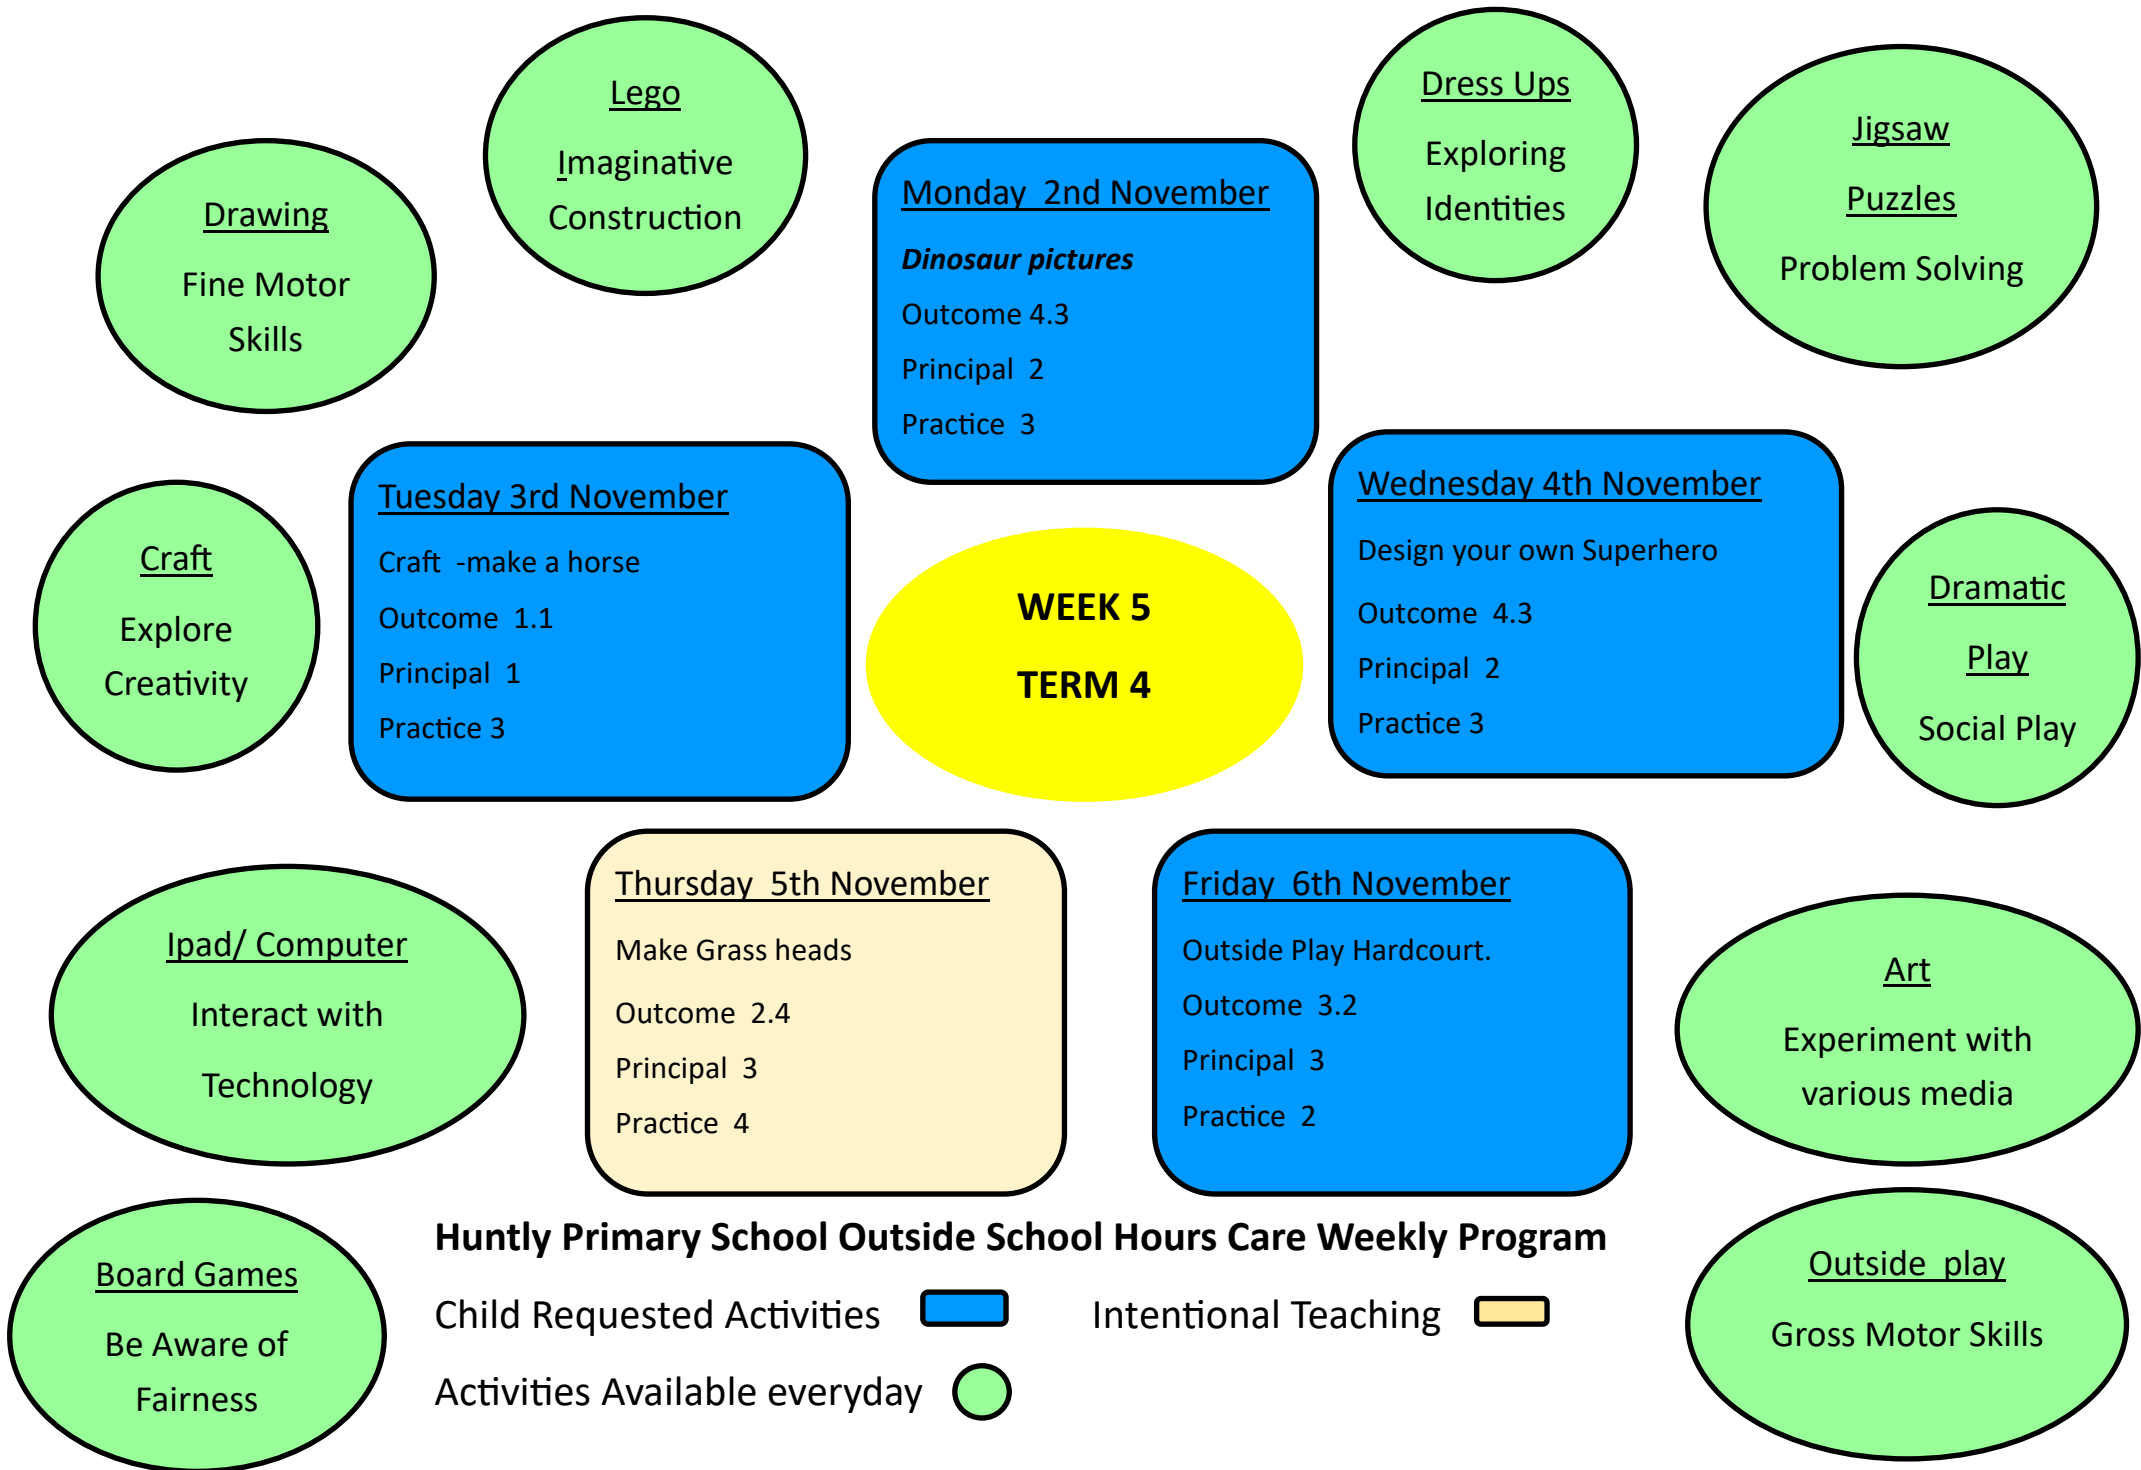 Lego
Imaginative
Construction
Dress Ups
Exploring
Identities
Jigsaw
Puzzles
Problem Solving
Drawing
Fine Motor
Skills
Monday 2nd November
Dinosaur pictures
Outcome 4.3
Principal 2
Practice 3
Craft
Explore
Creativity
Tuesday 3rd November
Craft -make a horse
Outcome 1.1
Principal 1
Practice 3
WEEK 5
TERM 4
Wednesday 4th November
Design your own Superhero
Outcome 4.3
Principal 2
Practice 3
Dramatic
Play
Social Play
Ipad/ Computer
Interact with
Technology
Thursday 5th November
Make Grass heads
Outcome 2.4
Principal 3
Practice 4
Friday 6th November
Outside Play Hardcourt.
Outcome 3.2
Principal 3
Practice 2
Art
Experiment with
various media
Board Games
Be Aware of
Fairness
Huntly Primary School Outside School Hours Care Weekly Program
Child Requested Activities
Intentional Teaching
Activities Available everyday
Outside play
Gross Motor Skills